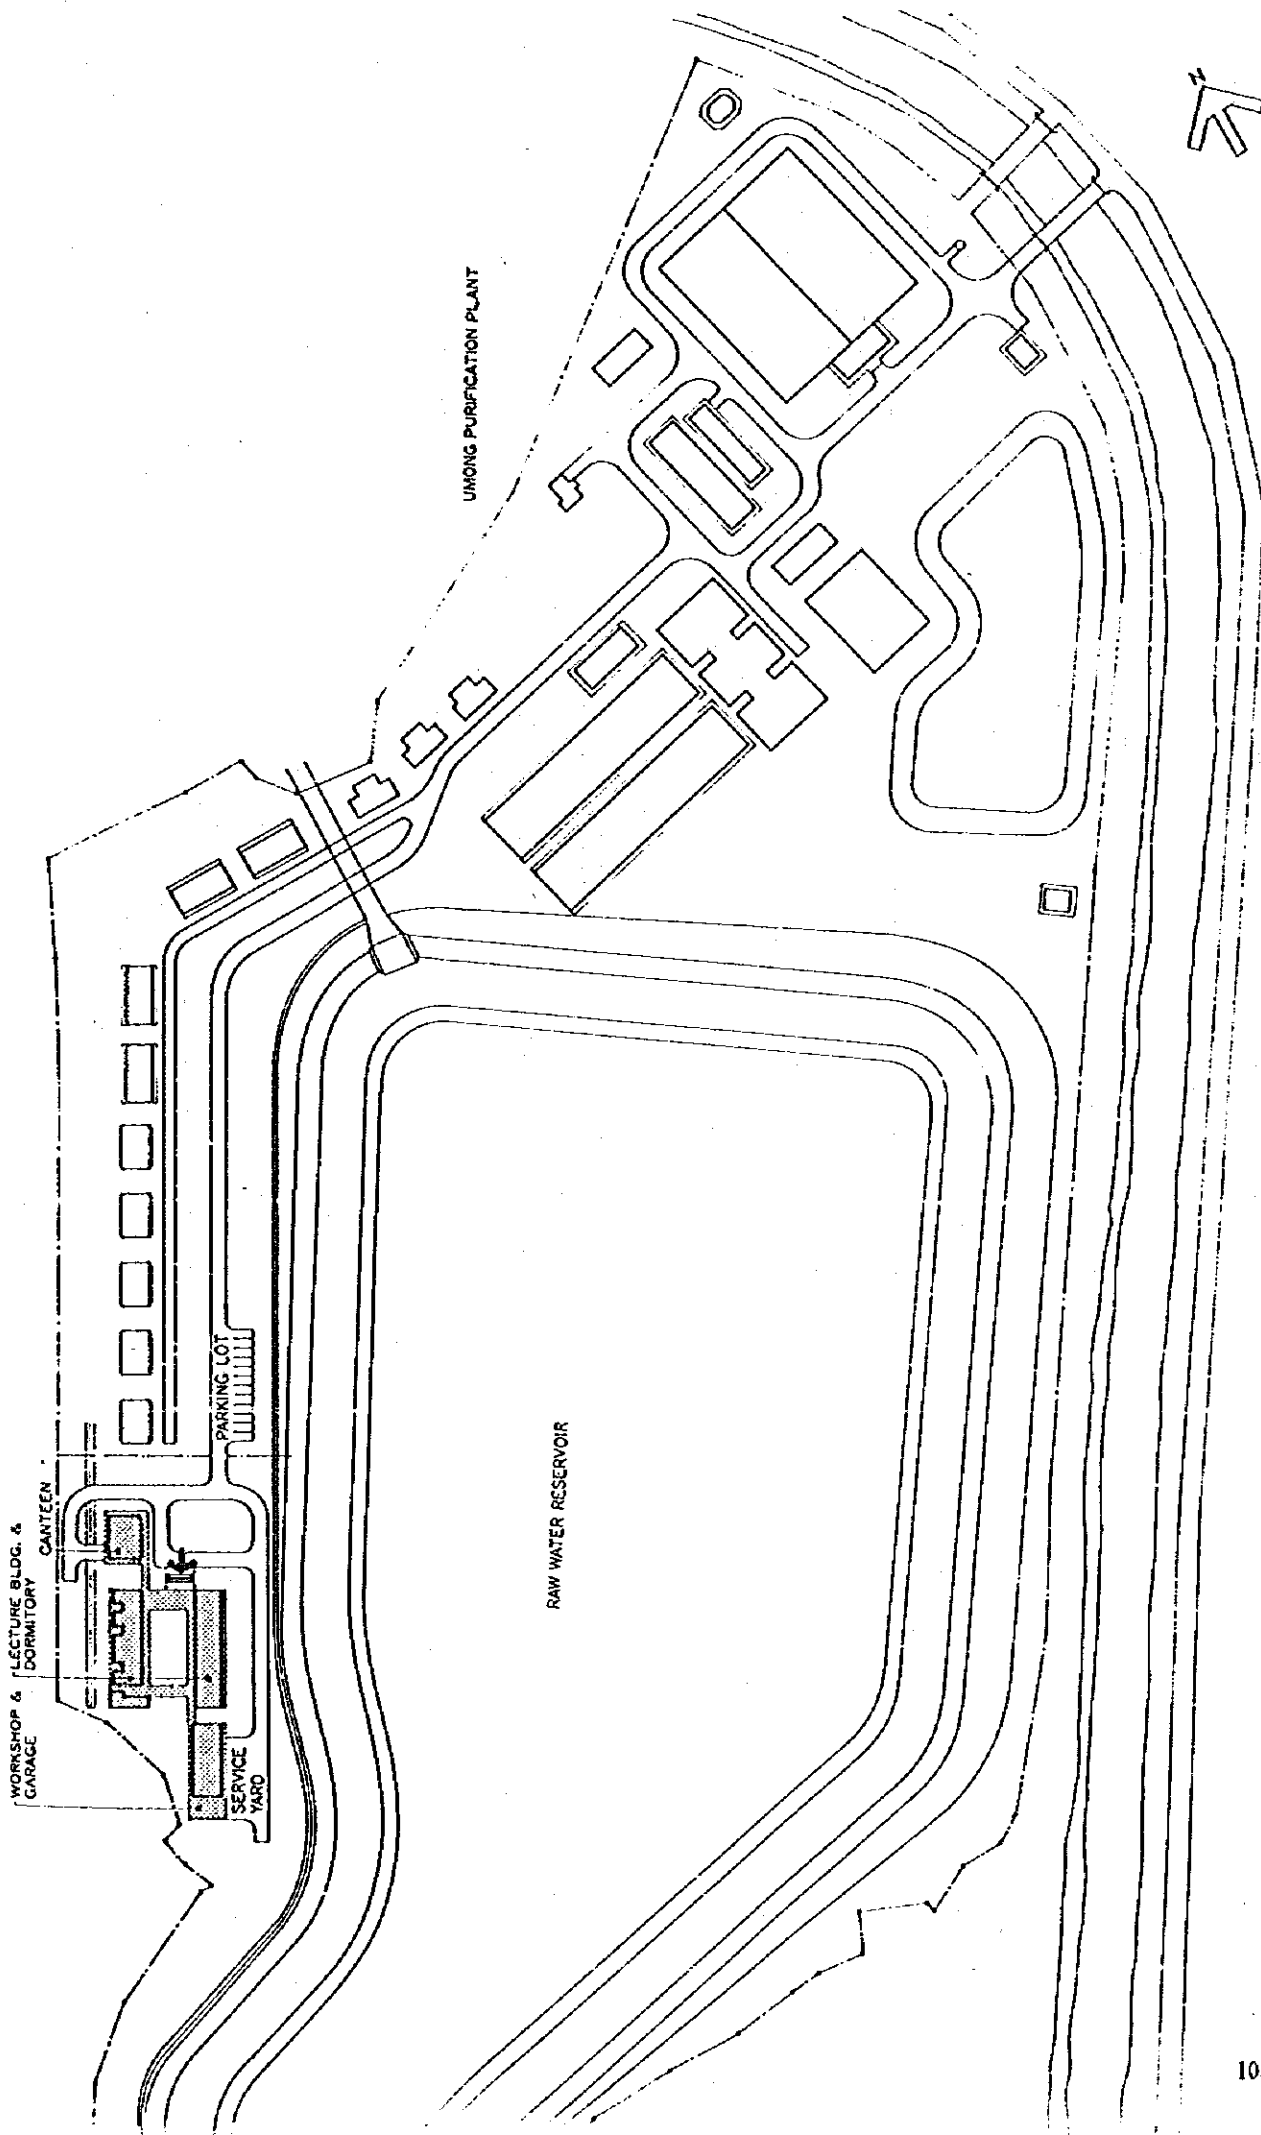 WORKSHOP &
GARAGE
LECTURE BLDG. &
DORMITORY
CANTEEN
SERVICE
YARD
PARKING LOT
RAW WATER RESERVOIR
UMONG PURIFICATION PLANT
N
10